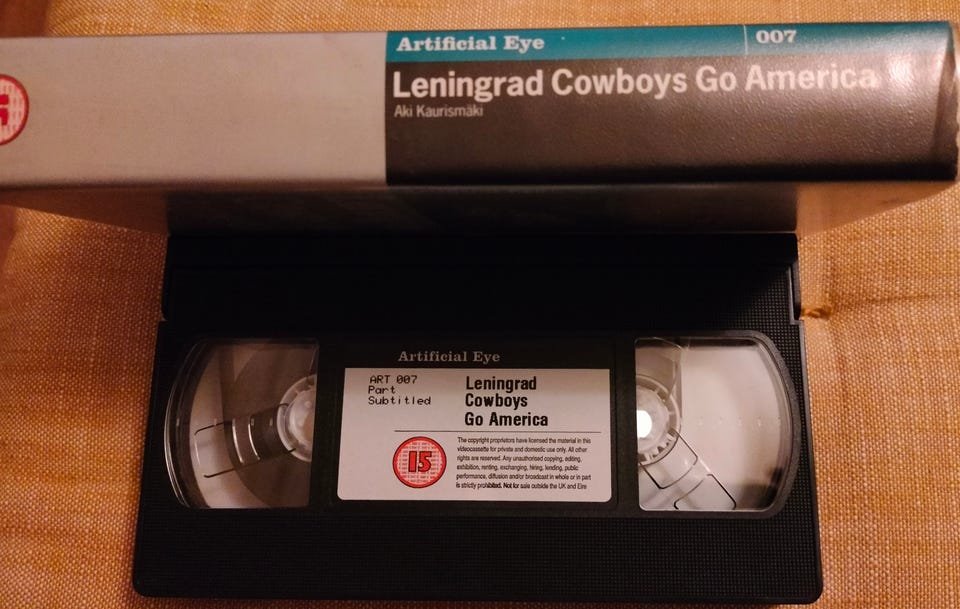 Artificial Eye
007
Leningrad Cowboys Go America
Aki Kaurismäki
Artificial Eye
ART 007
Part
Subtitled
Leningrad
Cowboys
Go America
15
The copyright proprietors have licensed the material in this
videocassette for private and domestic use only. All other
rights are reserved. Any unauthorised copying, editing,
exhibition, renting, exchanging, hiring, lending, public
performance, diffusion and/or broadcast in whole or in part
is strictly prohibited. Not for sale outside the UK and Eire